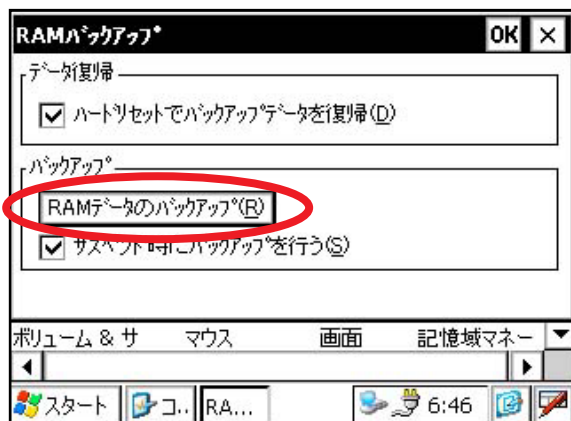 RAMバックアップ OK ×
データ復帰
ハードリセットでバックアップデータを復帰(D)
バックアップ
RAMデータのバックアップ(R)
サスペンド時にバックアップを行う(S)
ボリューム & サ マウス 画面 記憶域マネー
スタート コ.. RA... 6:46